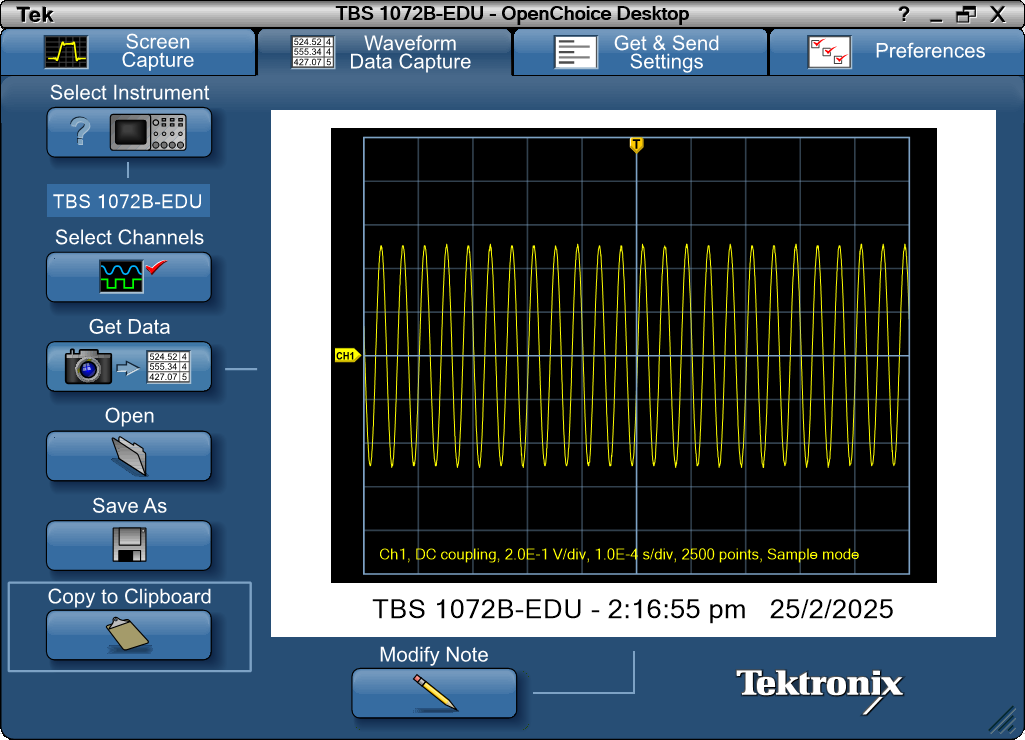 Tek
TBS 1072B-EDU - OpenChoice Desktop
?
Screen
Capture
524.52 4
555.34 4
427.07 5
Waveform
Data Capture
Get & Send
Settings
Preferences
Select Instrument
?
TBS 1072B-EDU
Select Channels
Get Data
524.52 4
555.34 4
427.07 5
Open
Save As
Copy to Clipboard
T
CH1
Ch1, DC coupling, 2.0E-1 V/div, 1.0E-4 s/div, 2500 points, Sample mode
TBS 1072B-EDU - 2:16:55 pm 25/2/2025
Modify Note
Tektronix